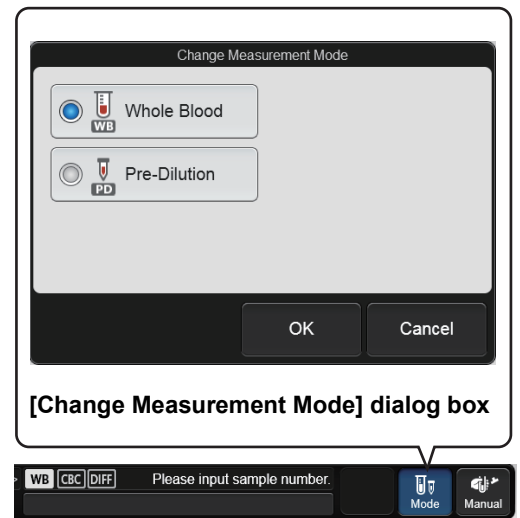 Change Measurement Mode
WB
Whole Blood
PD
Pre-Dilution
OK Cancel
[Change Measurement Mode] dialog box
WB CBC DIFF Please input sample number.
Mode Manual